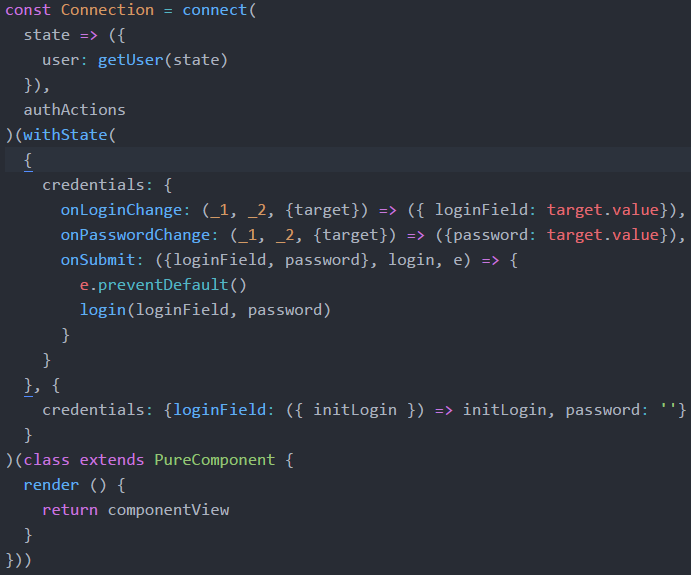 const Connection = connect(
  state => ({
    user: getUser(state)
  }),
  authActions
)(withState(
  {
    credentials: {
      onLoginChange: (_1, _2, {target}) => ({ loginField: target.value}),
      onPasswordChange: (_1, _2, {target}) => ({password: target.value}),
      onSubmit: ({loginField, password}, login, e) => {
        e.preventDefault()
        login(loginField, password)
      }
    }
  }, {
    credentials: {loginField: ({ initLogin }) => initLogin, password: ''}
  }
)(class extends PureComponent {
  render () {
    return componentView
  }
}))